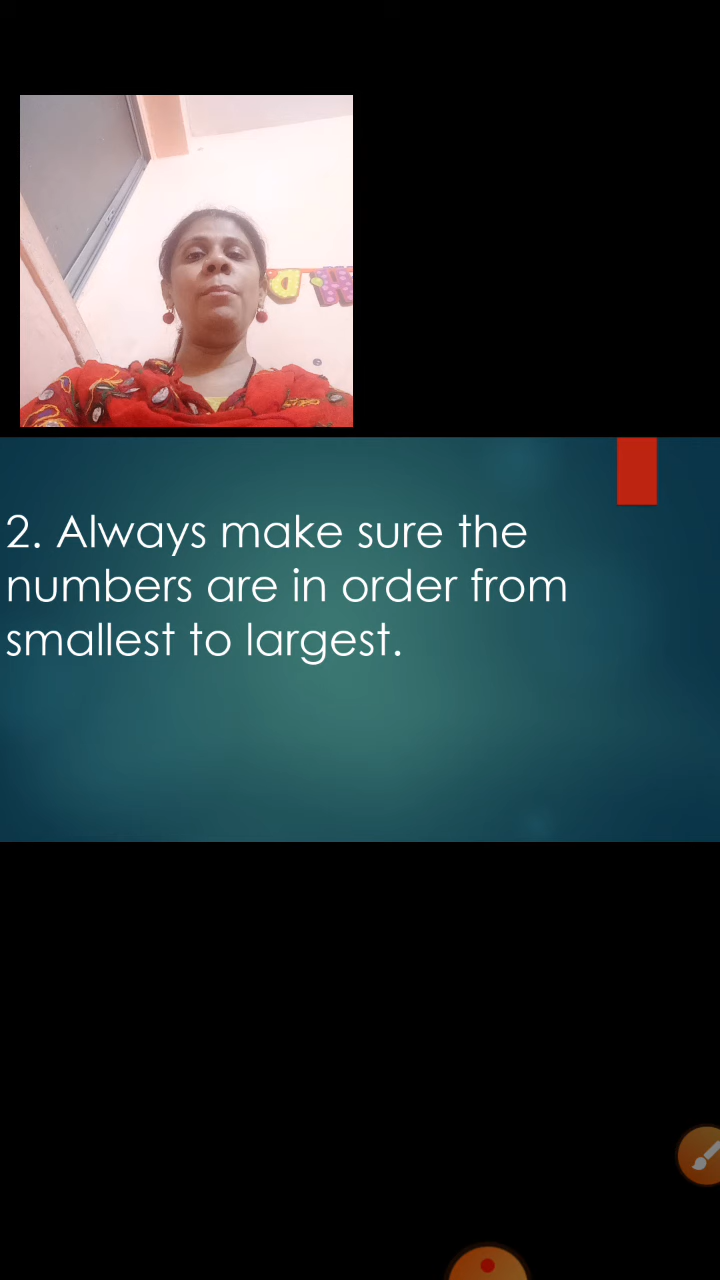 2. Always make sure the
numbers are in order from
smallest to largest.